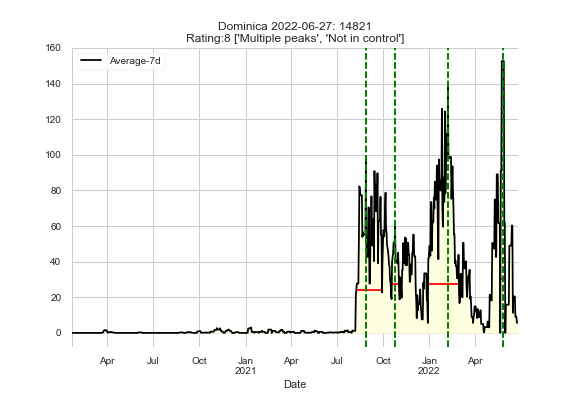 Dominica 2022-06-27: 14821
Rating:8 ['Multiple peaks', 'Not in control']
160
140
120
100
80
60
40
20
0
Average-7d
Apr
Jul
Oct
Jan
2021
Apr
Jul
Oct
Jan
2022
Apr
Date